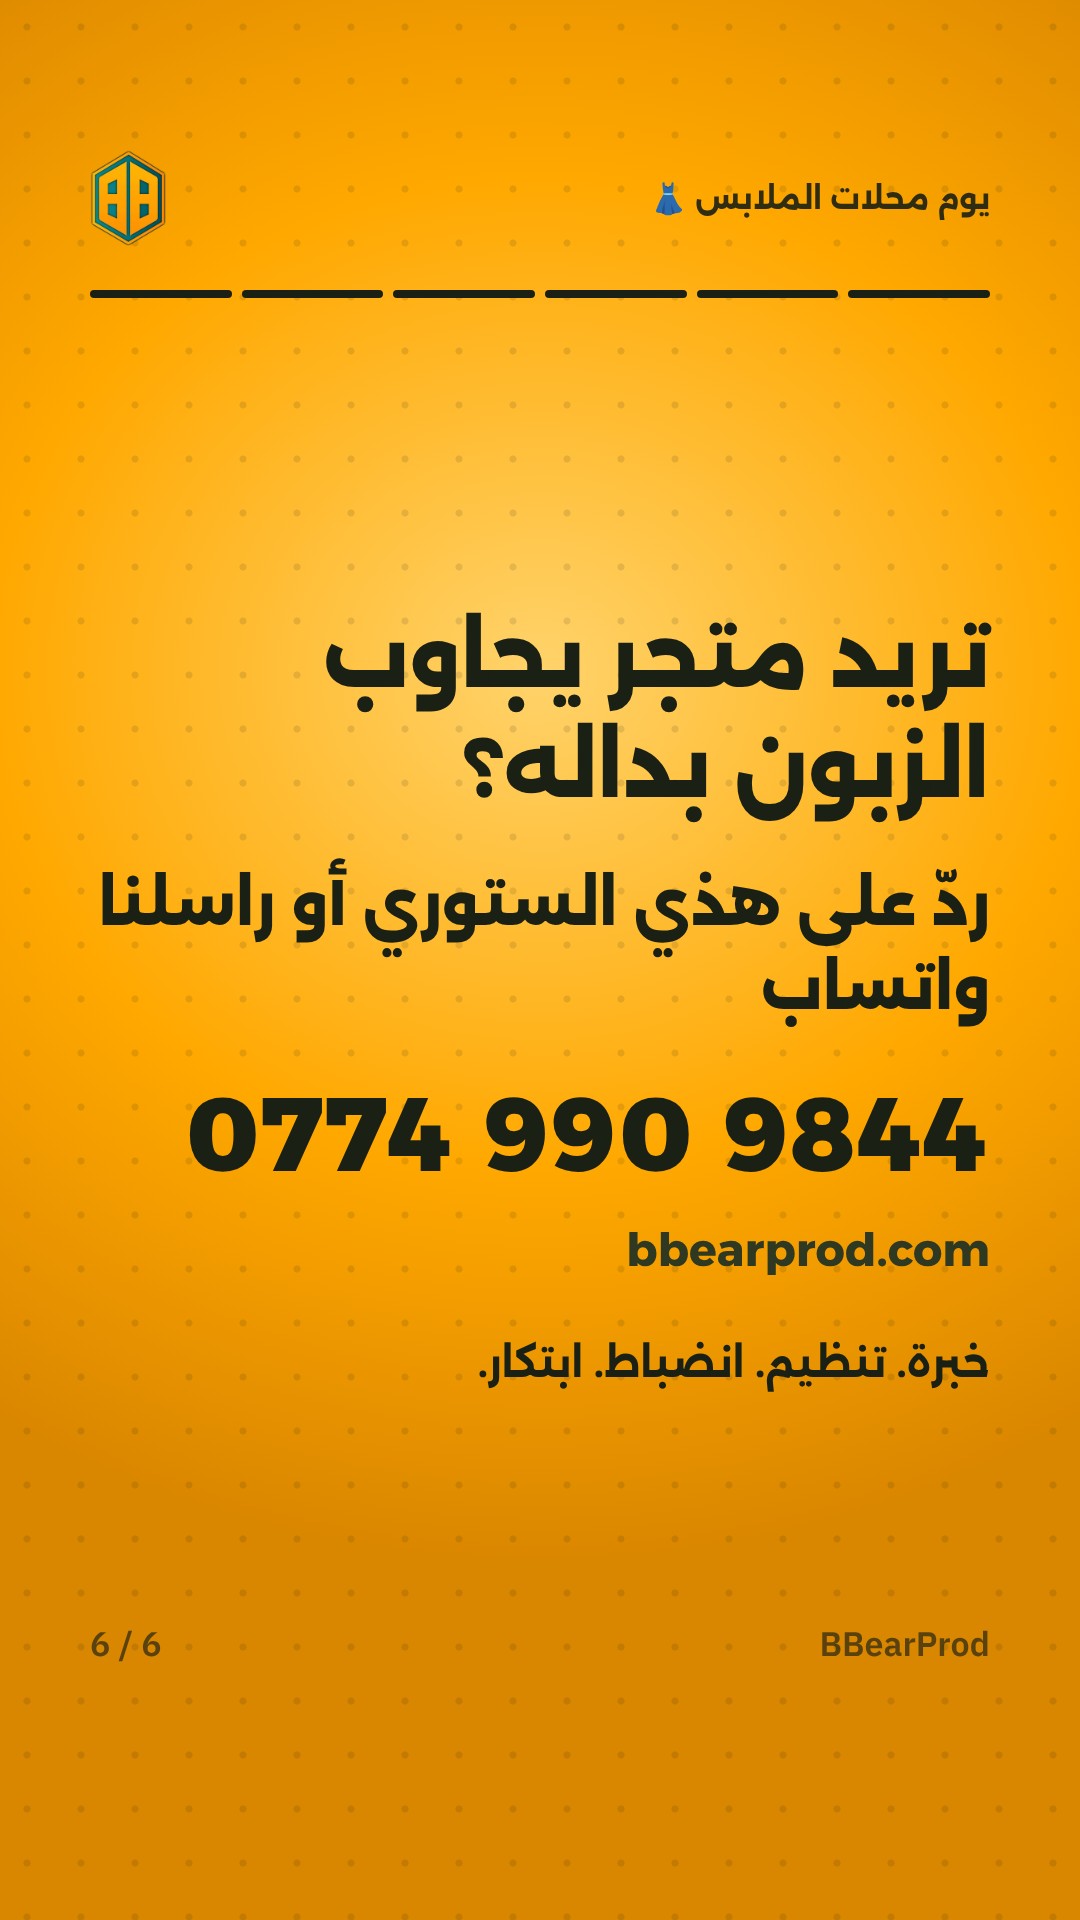 يوم محلات الملابس 👗
تريد متجر يجاوب
الزبون بداله؟
ردّ على هذي الستوري أو راسلنا
واتساب
0774 990 9844
bbearprod.com
خبرة. تنظيم. انضباط. ابتكار.
BBearProd
6 / 6